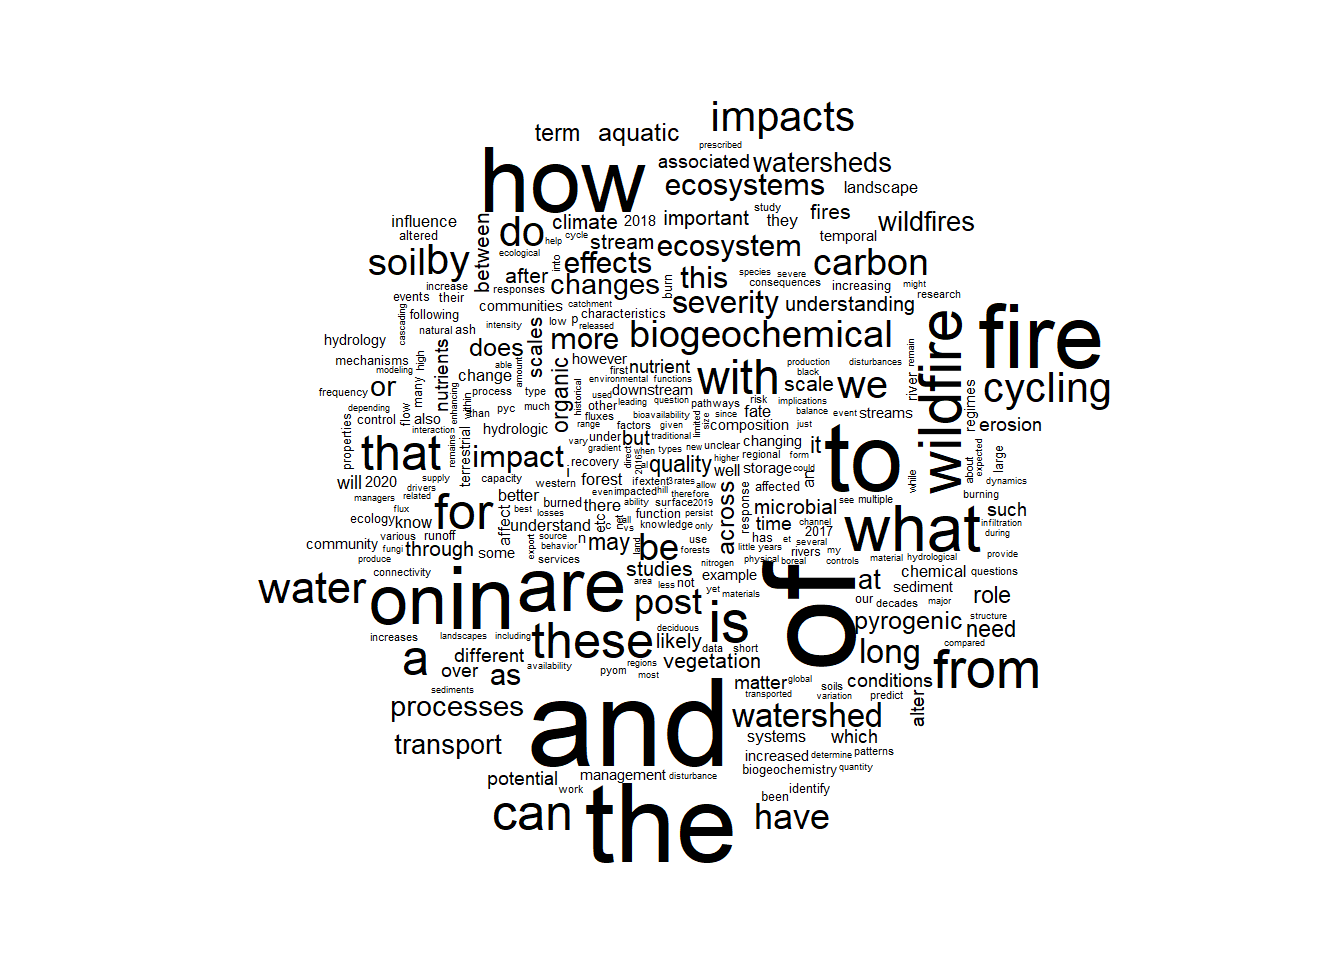 impacts
term aquatic
prescribed
how
associated watersheds
ecosystems landscape
study
influence
do climate 2018 important they fires wildfires
altered
between
help cycle stream ecosystem temporal
soil by
ecological
after into effects this carbon
species severe
increase responses changes burn consequences increasing might
events their communities catchment severity understanding research
following characteristics
cascading natural ash intensity low p released
hydrology does scales more biogeochemical wildfire fire
mechanisms able however production disturbances river remain
modeling high nutrients change amount organic first nutrient with scale we cycling
frequency or many process type historical environmental functions black
depending within used downstream pathways risk implications regimes
control flow also enhancing than pyc much other leading question
fluxes bioavailability given limited size since fate balance event streams
properties interaction hydrologic range factors composition just erosion
that remains terrestrial impact vary under but traditional unclear changing it to
gradient direct when types new higher regional form
i recovery 2016 al quality well storage could and about expected large
will 2020 supply capacity western forest if extent 3 rates allow affected while dynamics
managers related drivers better even impacted hill therefore burning
flux best burned there ability surface 2019 across response microbial see multiple such
for losses etc function persist what
ecology know affect understand c not all vs knowledge only time channel infiltration
various runoff source n has et 2017 during
community fungi through some export behavior may land be forests use little years rivers several my material hydrological provide
produce services physical boreal controls
connectivity studies nitrogen of
water on in are area less not example at chemical questions
yet materials sediment
post our decades major role
is pyrogenic structure
increases landscapes including these deciduous likely data short need
a different availability regions long compared
over as pyom most vegetation from
sediments matter global soils conditions
transported variation predict alter
processes and watershed
transport systems which
increased determine patterns
potential management disturbance biogeochemistry quantity
work identify
can the been have